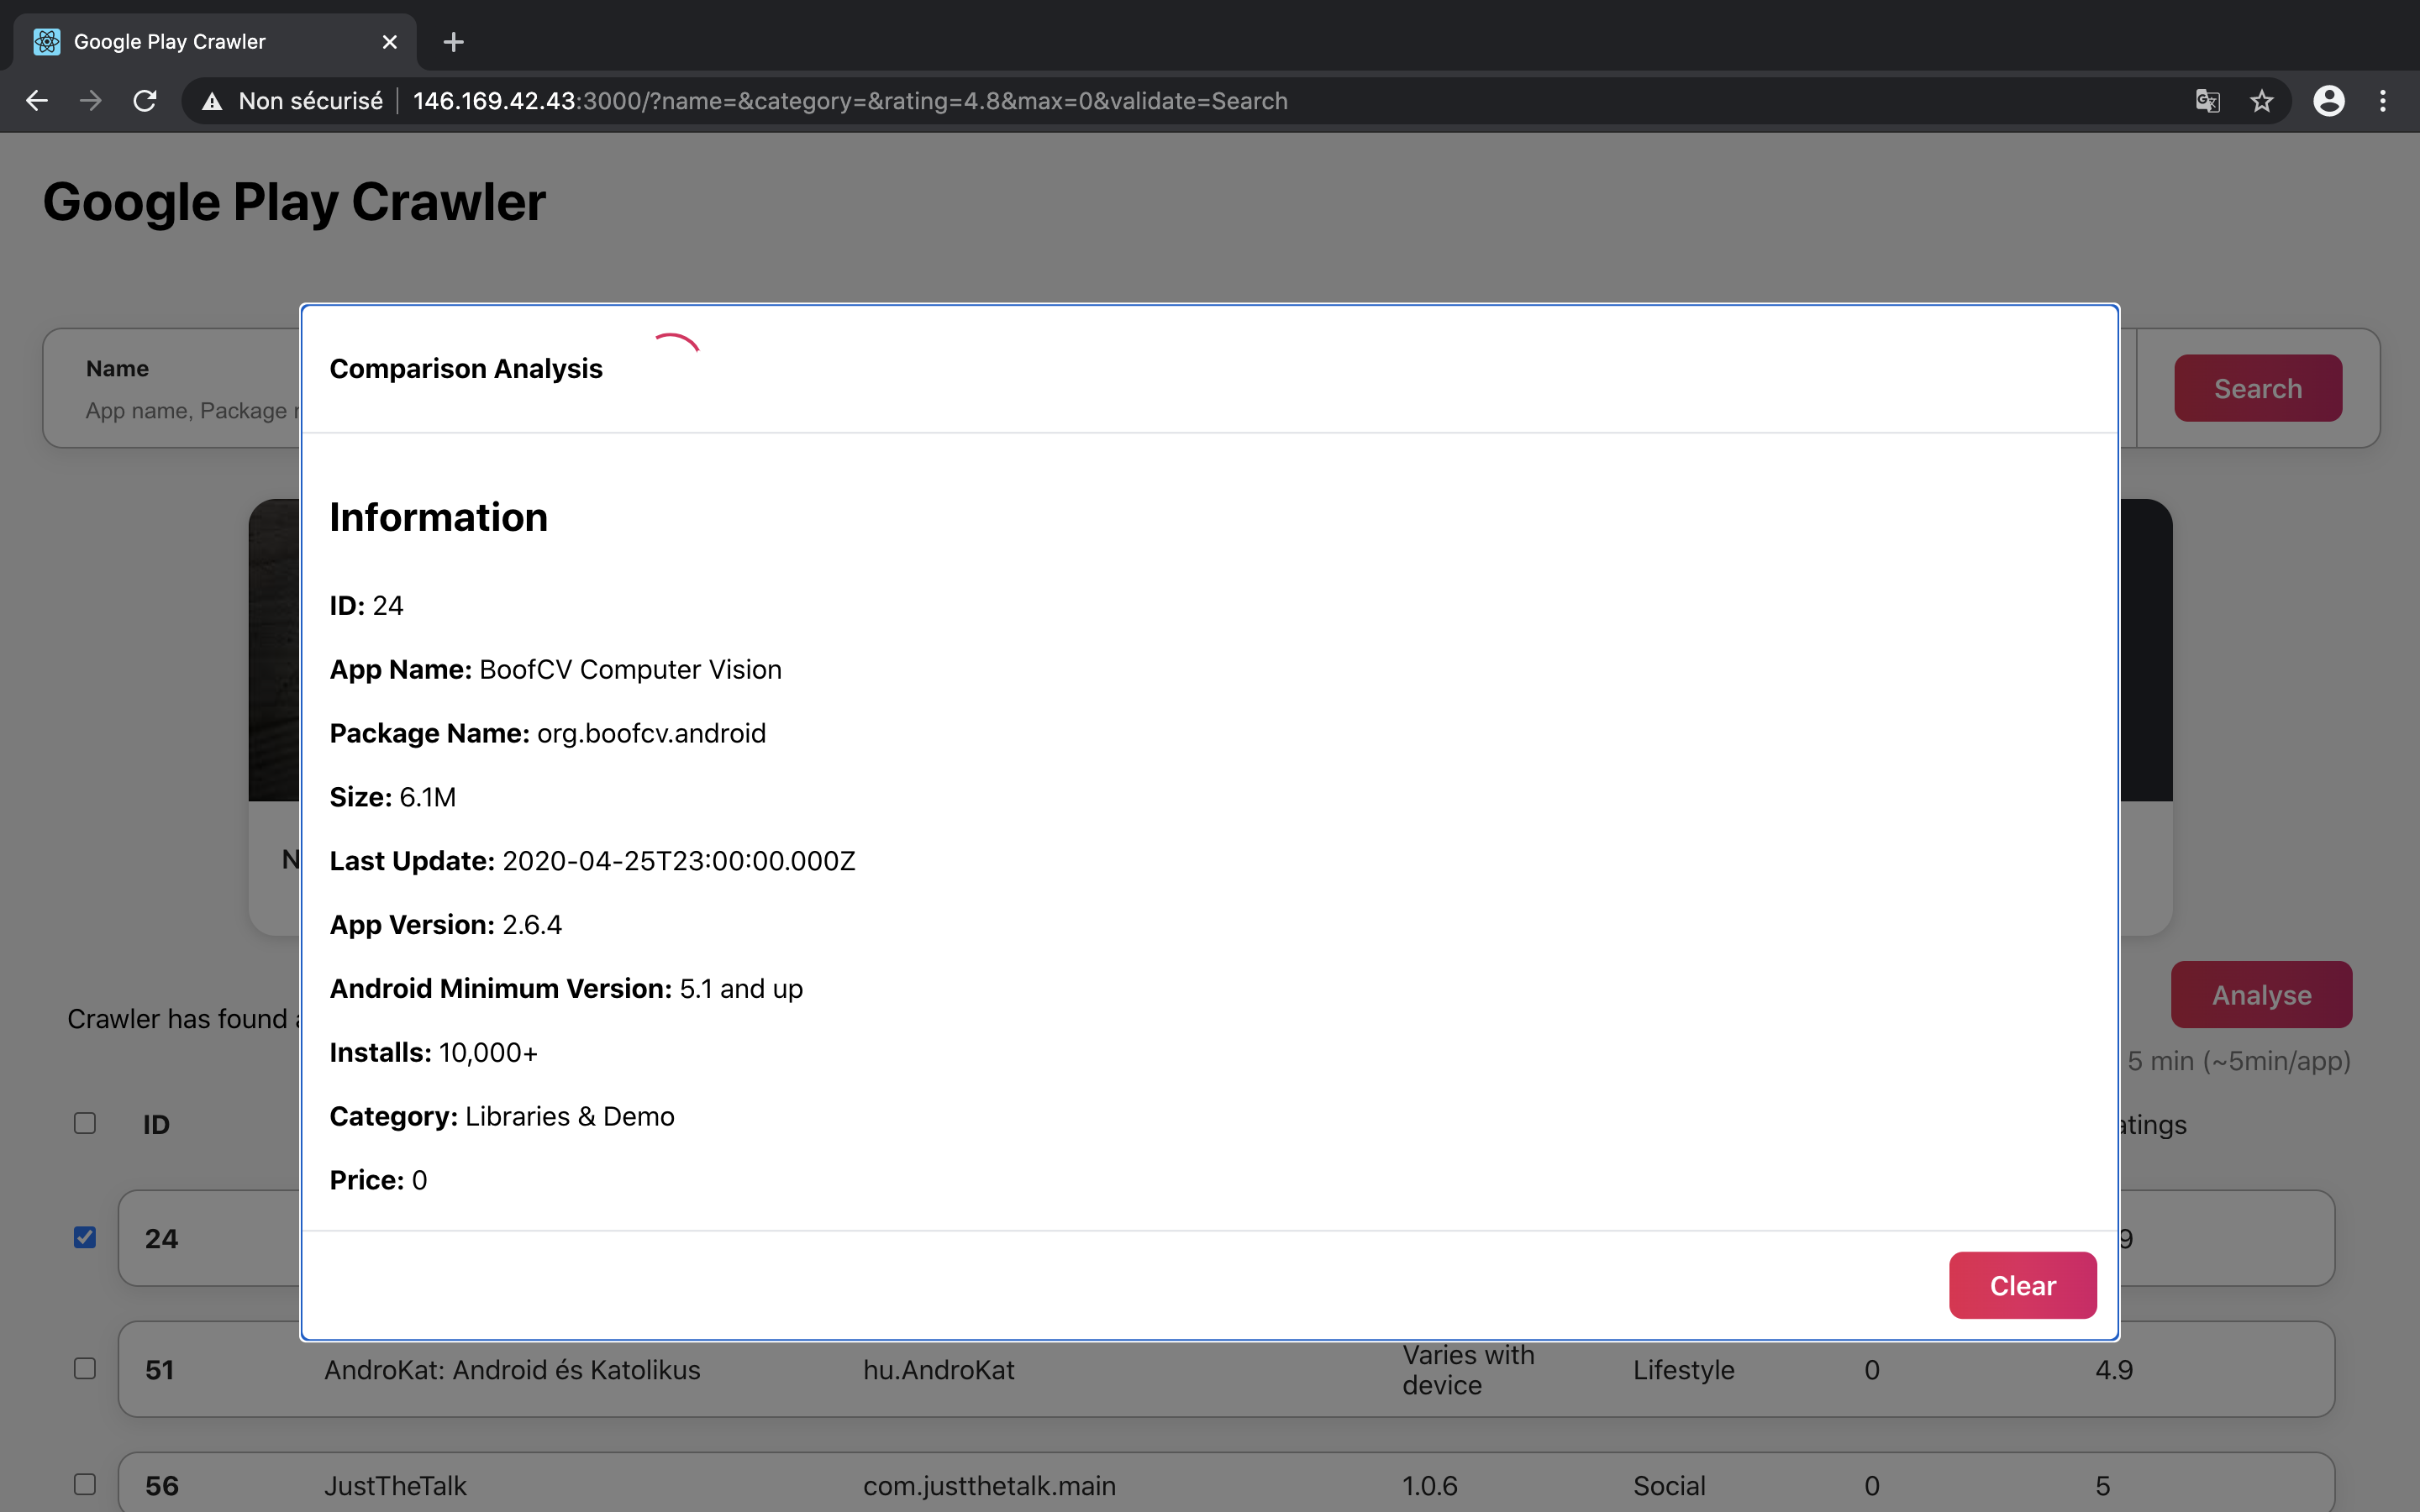 Google Play Crawler
Non sécurisé
146.169.42.43:3000/?name=&category=&rating=4.8&max=0&validate=Search
Google Play Crawler
Name
App name, Package
Search
Comparison Analysis
Information
ID: 24
App Name: BoofCV Computer Vision
Package Name: org.boofcv.android
Size: 6.1M
Last Update: 2020-04-25T23:00:00.000Z
App Version: 2.6.4
Android Minimum Version: 5.1 and up
Installs: 10,000+
Category: Libraries & Demo
Price: 0
Clear
N
Crawler has found
Analyse
5 min (~5min/app)
ID
atings
24
9
51 AndroKat: Android és Katolikus hu.AndroKat Varies with device Lifestyle 0 4.9
56 JustTheTalk com.justthetalk.main 1.0.6 Social 0 5